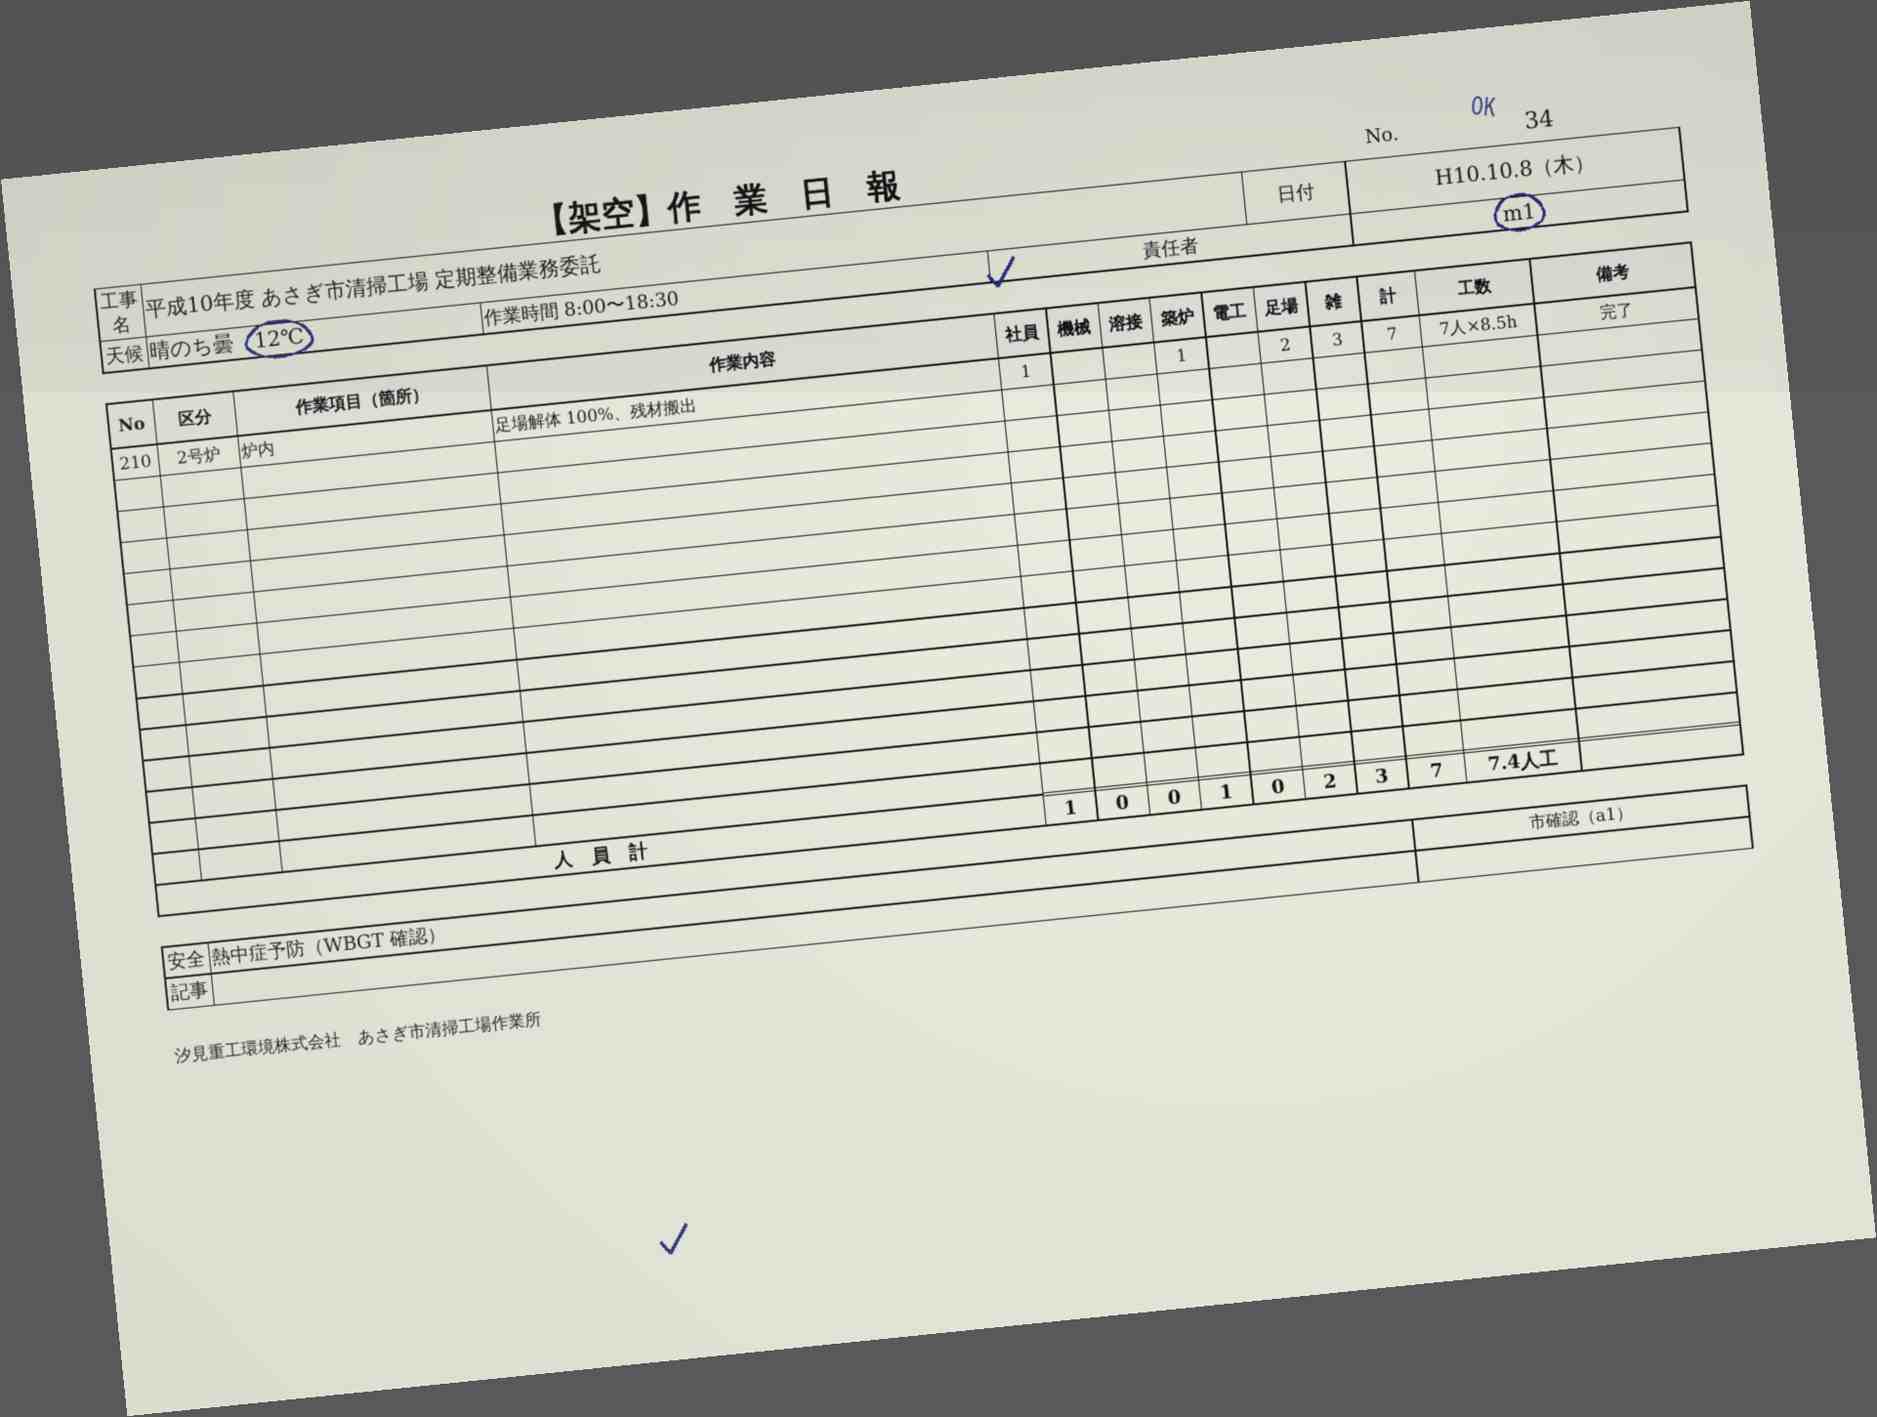 OK
No. 34
【架空】作 業 日 報
工事名 平成10年度 あさぎ市清掃工場 定期整備業務委託 日付 H10.10.8（木）
天候 晴のち曇 12℃ 作業時間 8:00〜18:30 責任者 m1
No 区分 作業項目（箇所） 作業内容 社員 機械 溶接 築炉 電工 足場 雑 計 工数 備考
210 2号炉 炉内 足場解体 100%、残材搬出 1 1 2 3 7 7人×8.5h 完了
人 員 計 1 0 0 1 0 2 3 7 7.4人工
安全 熱中症予防（WBGT 確認） 市確認（a1）
記事
汐見重工環境株式会社　あさぎ市清掃工場作業所